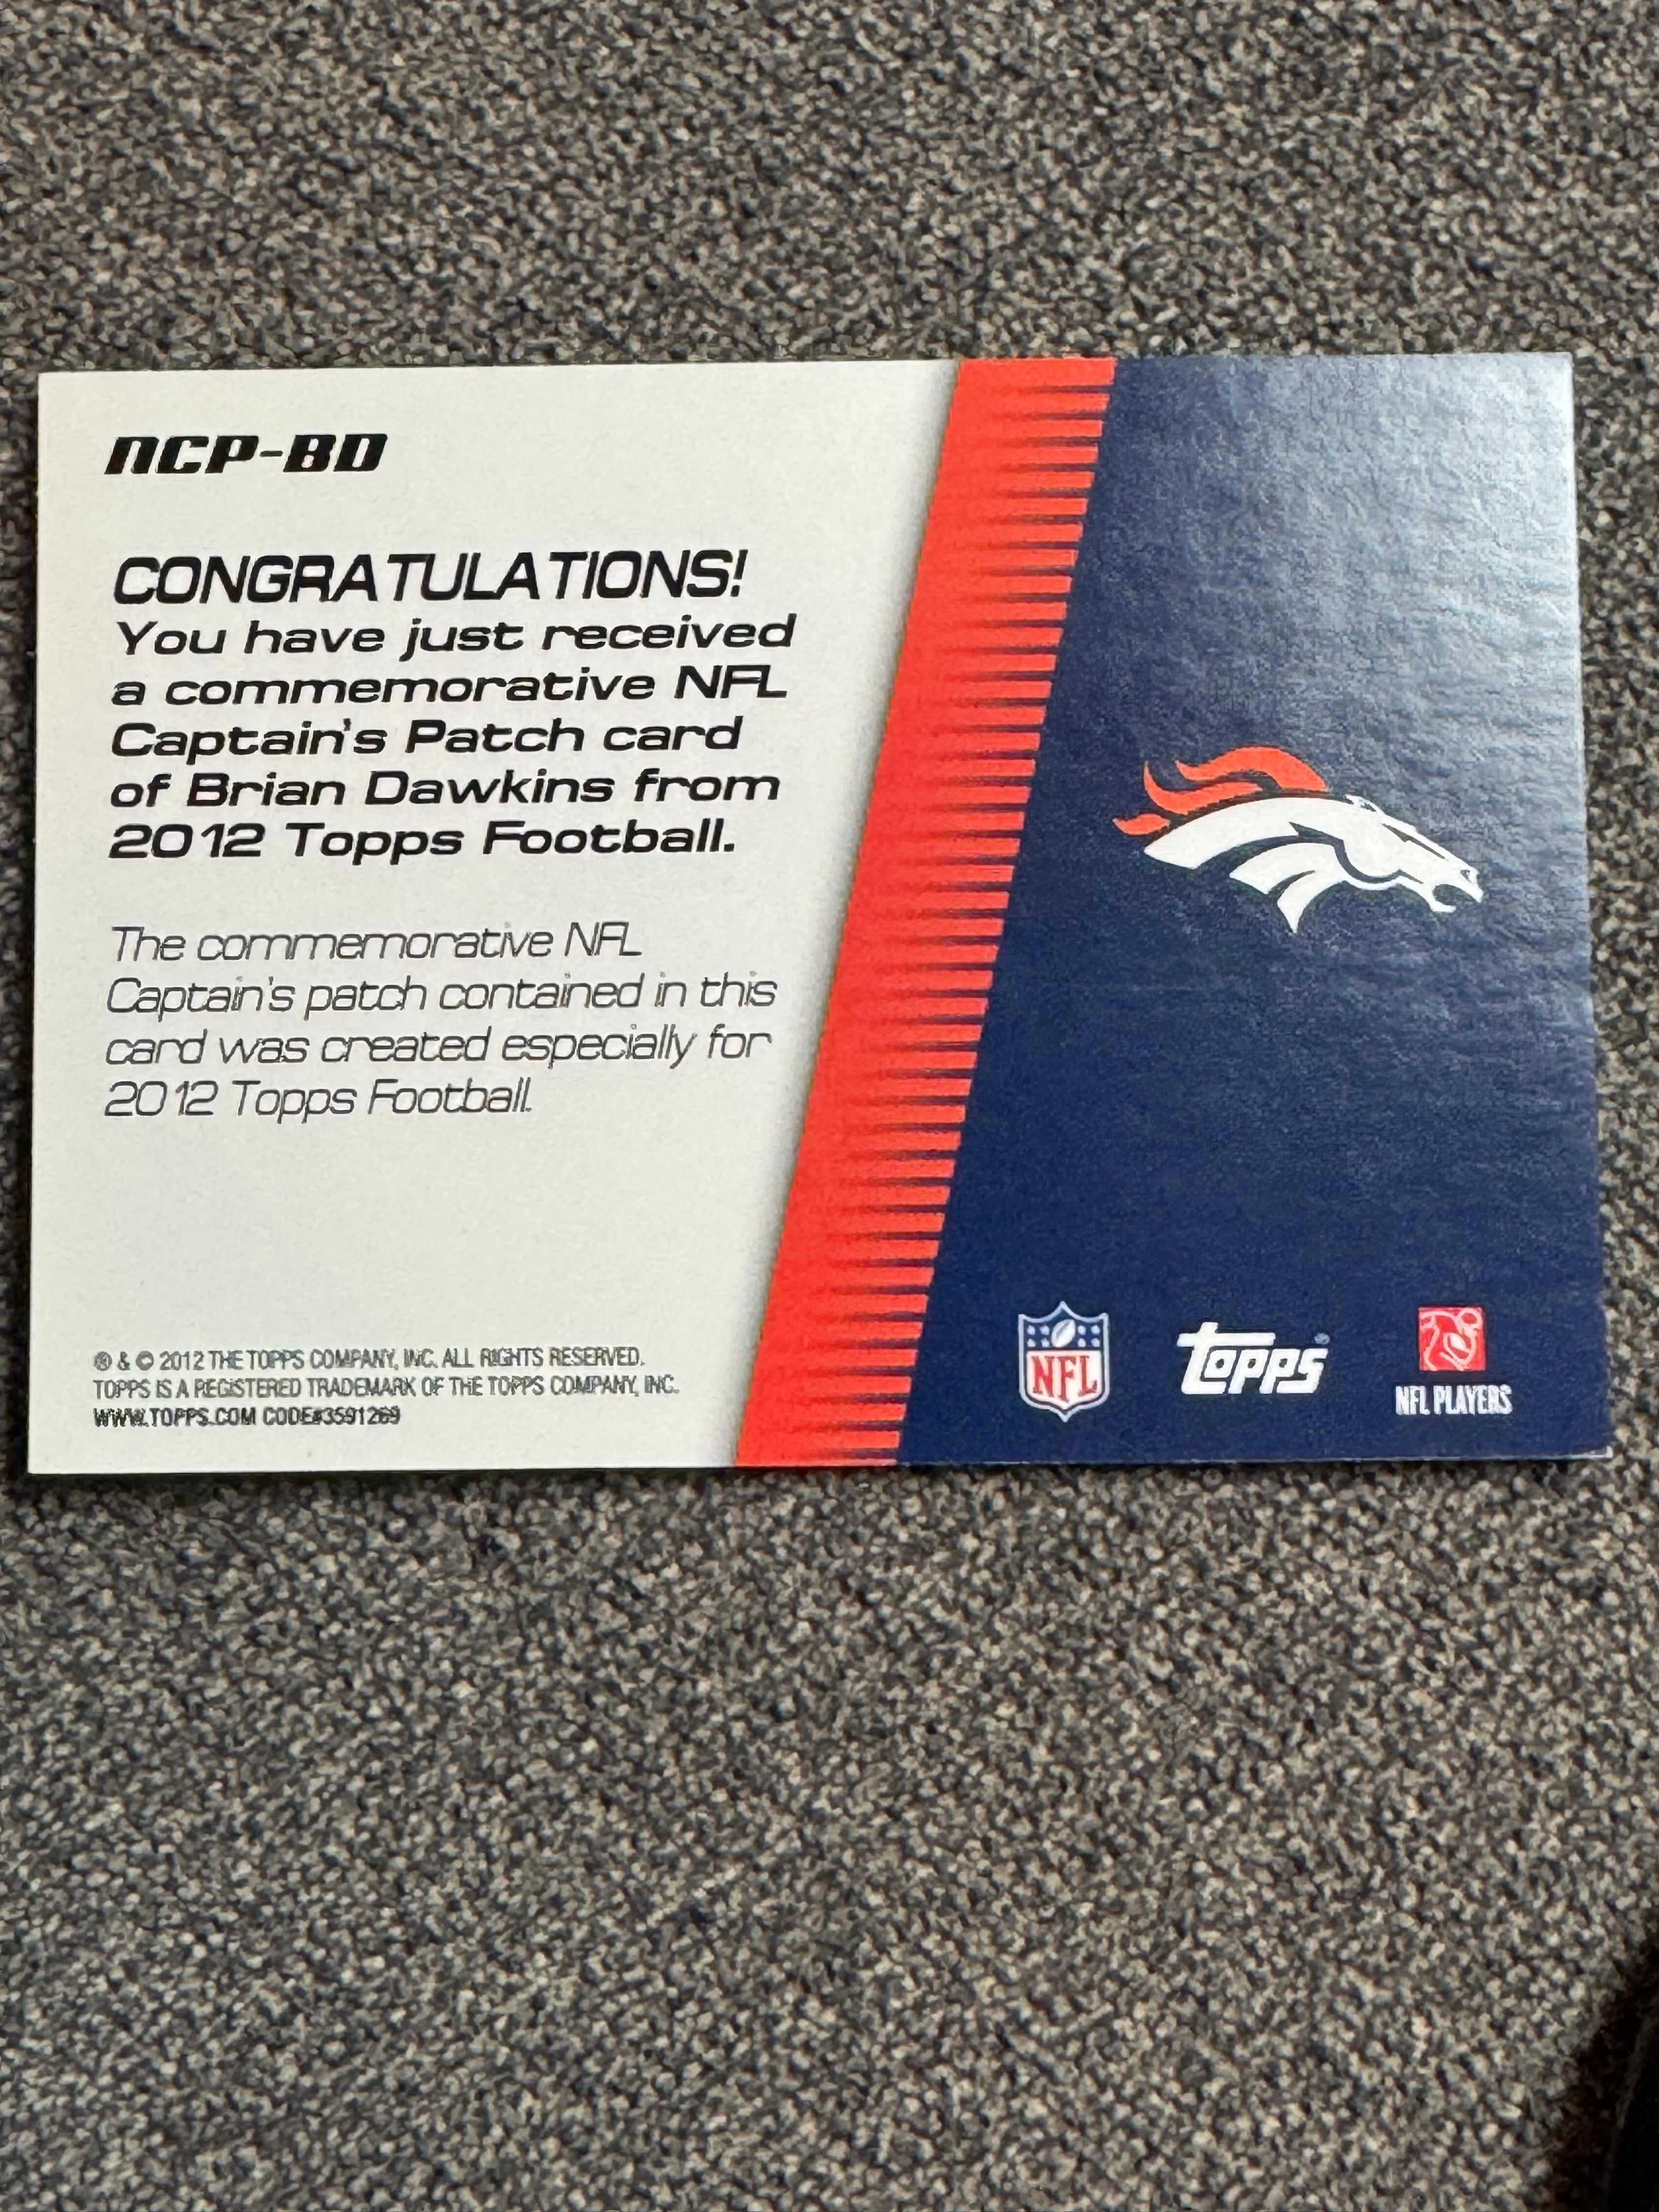 NCP-BD
CONGRATULATIONS!
You have just received
a commemorative NFL
Captain's Patch card
of Brian Dawkins from
2012 Topps Football.
The commemorative NFL
Captain's patch contained in this
card was created especially for
2012 Topps Football.
® & © 2012 THE TOPPS COMPANY, INC. ALL RIGHTS RESERVED.
TOPPS IS A REGISTERED TRADEMARK OF THE TOPPS COMPANY, INC.
WWW.TOPPS.COM CODE#3591269
NFL
topps®
NFL PLAYERS